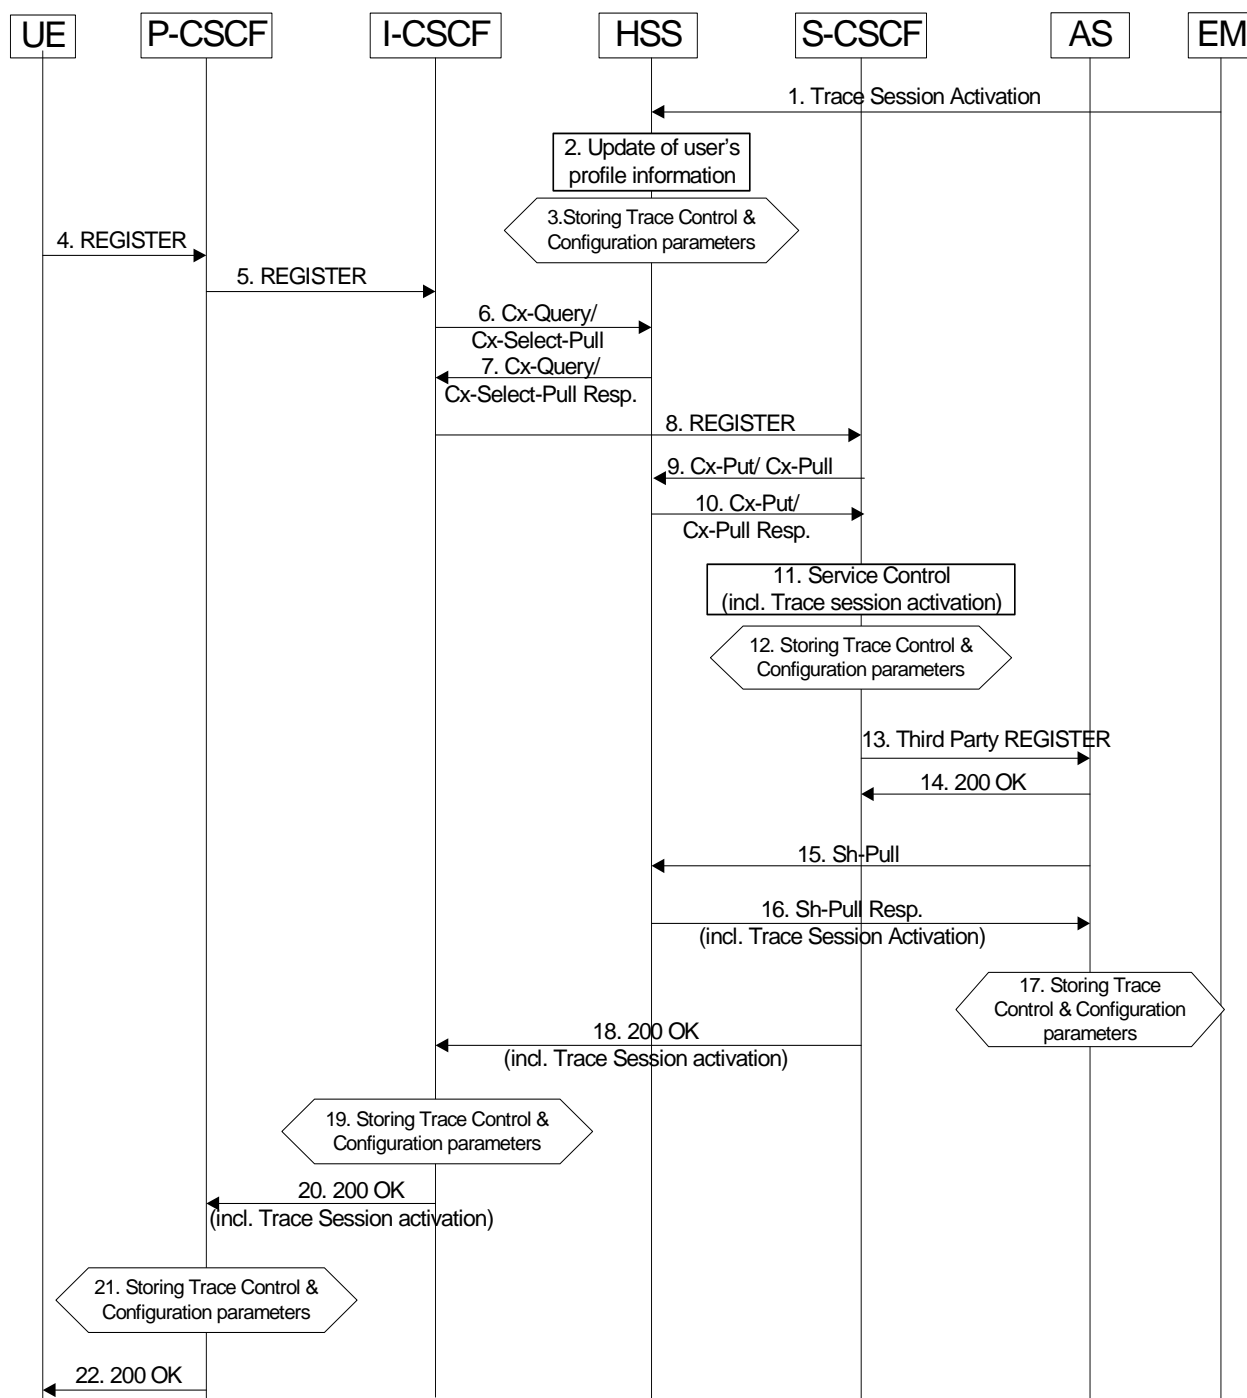 UE
P-CSCF
I-CSCF
HSS
S-CSCF
AS
EM
1. Trace Session Activation
2. Update of user's
profile information
3.Storing Trace Control &
Configuration parameters
4. REGISTER
5. REGISTER
6. Cx-Query/
Cx-Select-Pull
7. Cx-Query/
Cx-Select-Pull Resp.
8. REGISTER
9. Cx-Put/ Cx-Pull
10. Cx-Put/
Cx-Pull Resp.
11. Service Control
(incl. Trace session activation)
12. Storing Trace Control &
Configuration parameters
13. Third Party REGISTER
14. 200 OK
15. Sh-Pull
16. Sh-Pull Resp.
(incl. Trace Session Activation)
17. Storing Trace
Control & Configuration
parameters
18. 200 OK
(incl. Trace Session activation)
19. Storing Trace Control &
Configuration parameters
20. 200 OK
(incl. Trace Session activation)
21. Storing Trace Control &
Configuration parameters
22. 200 OK